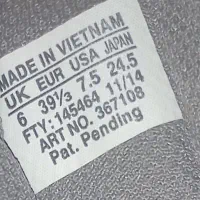 MADE IN VIETNAM
UK EUR USA JAPAN
6 39⅓ 7.5 24.5
FTY: 145464 11/14
ART NO. 367108
Pat. Pending